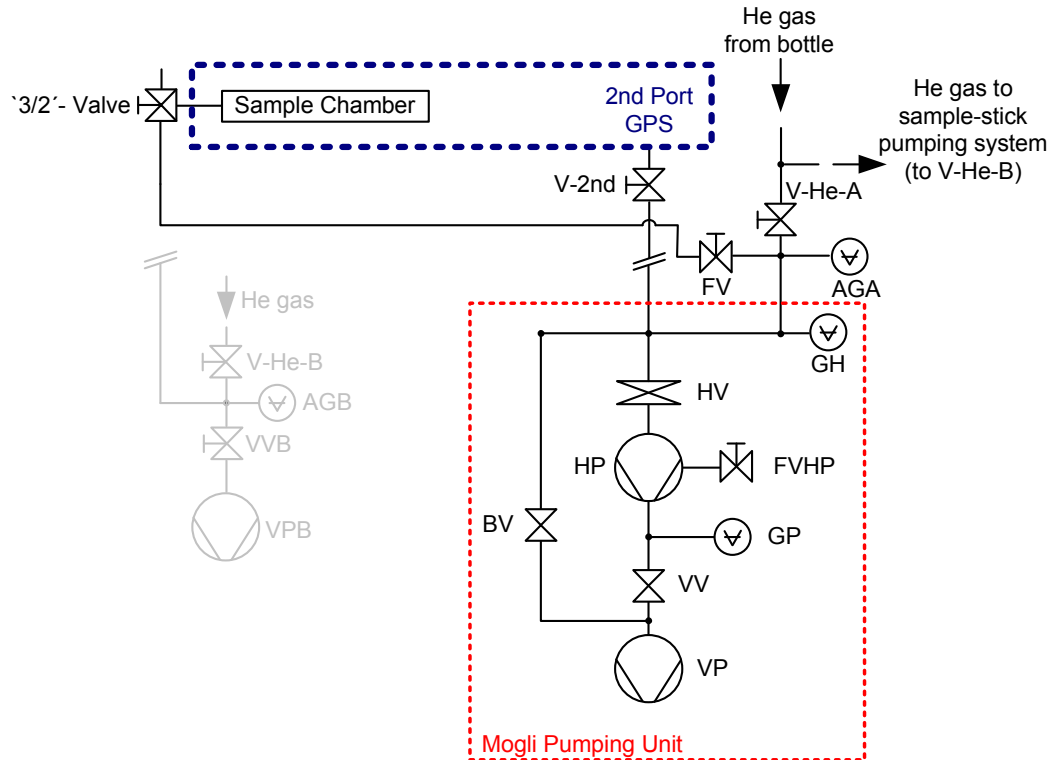 He gas
from bottle
He gas to
sample-stick
pumping system
(to V-He-B)
`3/2´- Valve
Sample Chamber
2nd Port
GPS
V-2nd
V-He-A
FV
AGA
He gas
V-He-B
AGB
VVB
VPB
GH
HV
HP
FVHP
BV
GP
VV
VP
Mogli Pumping Unit